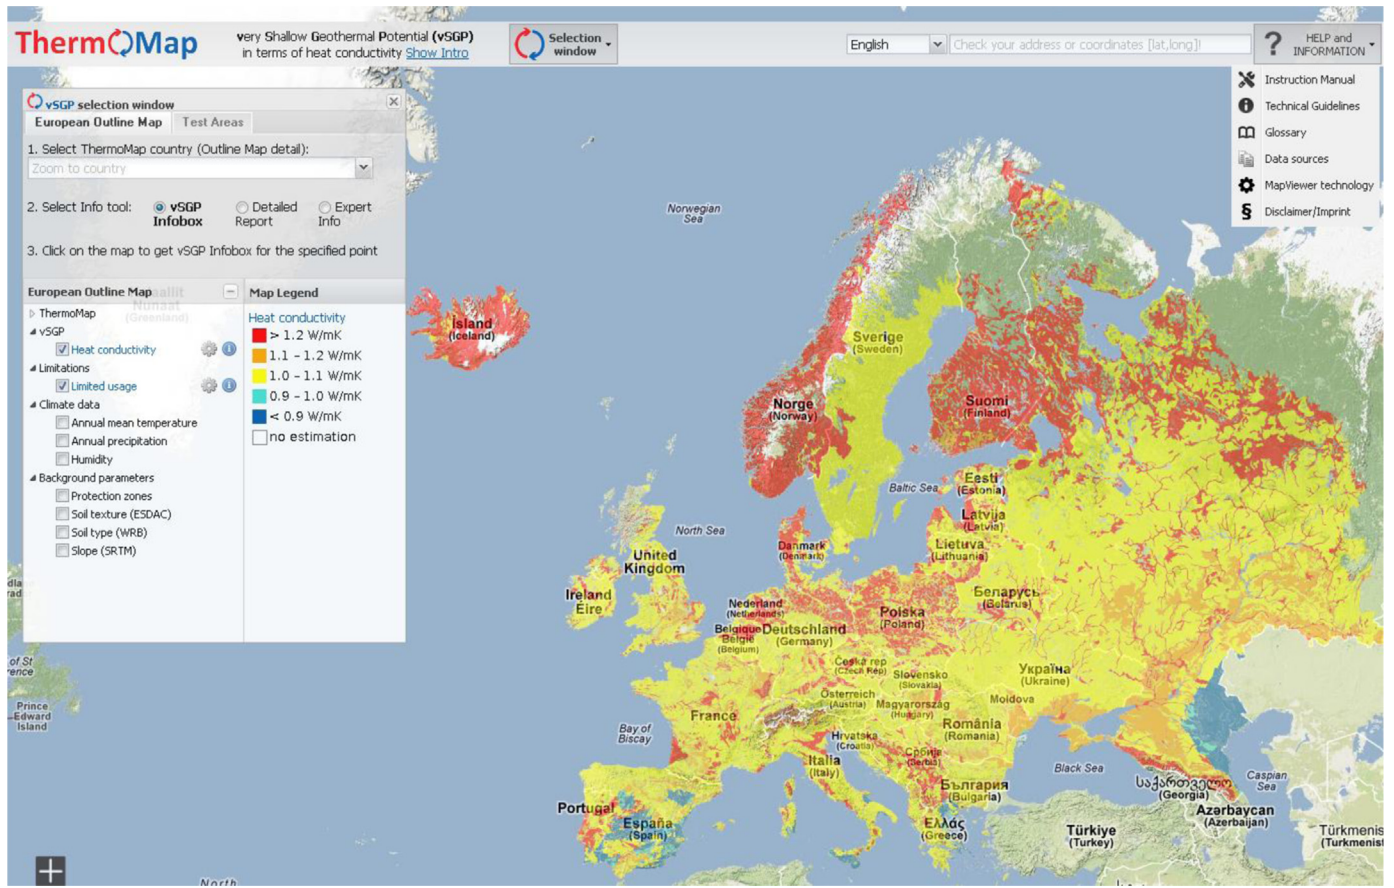 ThermoMap
very Shallow Geothermal Potential (vSGP)
in terms of heat conductivity Show Intro
Selection
window
English
Check your address or coordinates [lat,long]!
?
HELP and
INFORMATION
Instruction Manual
Technical Guidelines
Glossary
Data sources
MapViewer technology
§ Disclaimer/Imprint
vSGP selection window
European Outline Map
Test Areas
1. Select ThermoMap country (Outline Map detail):
Zoom to country
2. Select Info tool:
vSGP
Infobox
Detailed
Report
Expert
Info
3. Click on the map to get vSGP Infobox for the specified point
European Outline Map
ThermoMap
vSGP
Heat conductivity
Limitations
Limited usage
Climate data
Annual mean temperature
Annual precipitation
Humidity
Background parameters
Protection zones
Soil texture (ESDAC)
Soil type (WRB)
Slope (SRTM)
Nunaat
(Greenland)
Map Legend
Heat conductivity
> 1.2 W/mK
1.1 - 1.2 W/mK
1.0 - 1.1 W/mK
0.9 - 1.0 W/mK
< 0.9 W/mK
no estimation
Norwegian
Sea
Ísland
(Iceland)
Sverige
(Sweden)
Norge
(Norway)
Suomi
(Finland)
Baltic Sea
Eesti
(Estonia)
Latvija
(Latvia)
Lietuva
(Lithuania)
North Sea
Danmark
(Denmark)
United
Kingdom
Ireland
Éire
Nederland
(Netherlands)
Беларусь
(Belarus)
Polska
(Poland)
Belgique
België
(Belgium)
Deutschland
(Germany)
Česká rep
(Czech Rep)
Slovensko
(Slovakia)
Україна
(Ukraine)
Österreich
(Austria)
Magyarország
(Hungary)
Moldova
France
România
(Romania)
Bay of
Biscay
Hrvatska
(Croatia)
Србија
(Serbia)
Italia
(Italy)
България
(Bulgaria)
Black Sea
საქართველო
(Georgia)
Caspian
Sea
Portugal
España
(Spain)
Ελλάς
(Greece)
Türkiye
(Turkey)
Azərbaycan
(Azerbaijan)
Türkmenis
(Turkmenist
of St
rence
Prince
Edward
Island
North
+